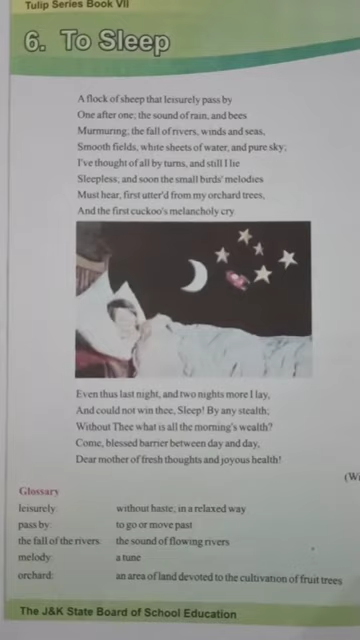 Tulip Series Book VII
6. To Sleep
A flock of sheep that leisurely pass by
One after one; the sound of rain, and bees
Murmuring; the fall of rivers, winds and seas,
Smooth fields, white sheets of water, and pure sky;
I've thought of all by turns, and still I lie
Sleepless; and soon the small birds' melodies
Must hear, first utter'd from my orchard trees,
And the first cuckoo's melancholy cry.
Even thus last night, and two nights more I lay,
And could not win thee, Sleep! By any stealth;
Without Thee what is all the morning's wealth?
Come, blessed barrier between day and day,
Dear mother of fresh thoughts and joyous health!
Glossary
leisurely: without haste; in a relaxed way
pass by: to go or move past
the fall of the rivers: the sound of flowing rivers
melody: a tune
orchard: an area of land devoted to the cultivation of fruit trees
The J&K State Board of School Education